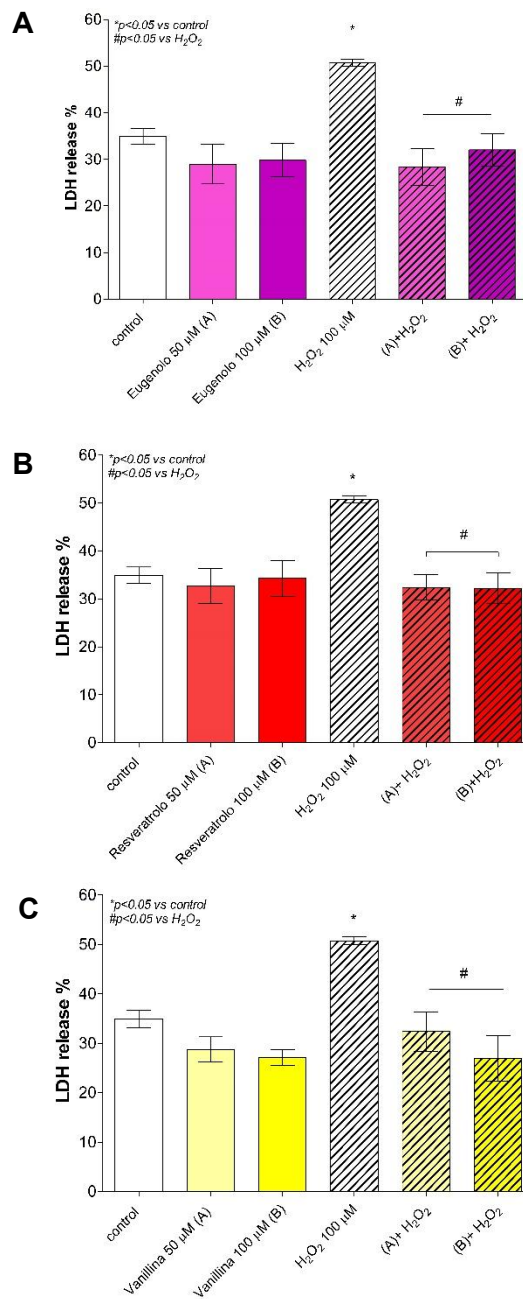 A
*p<0.05 vs control
#p<0.05 vs H₂O₂
LDH release %
60
50
40
30
20
10
0
*
#
control
Eugenolo 50 µM (A)
Eugenolo 100 µM (B)
H₂O₂ 100 µM
(A)+H₂O₂
(B)+ H₂O₂
B
*p<0.05 vs control
#p<0.05 vs H₂O₂
LDH release %
60
50
40
30
20
10
0
*
#
control
Resveratrolo 50 µM (A)
Resveratrolo 100 µM (B)
H₂O₂ 100 µM
(A)+ H₂O₂
(B)+H₂O₂
C
*p<0.05 vs control
#p<0.05 vs H₂O₂
LDH release %
60
50
40
30
20
10
0
*
#
control
Vanillina 50 µM (A)
Vanillina 100 µM (B)
H₂O₂ 100 µM
(A)+ H₂O₂
(B)+ H₂O₂